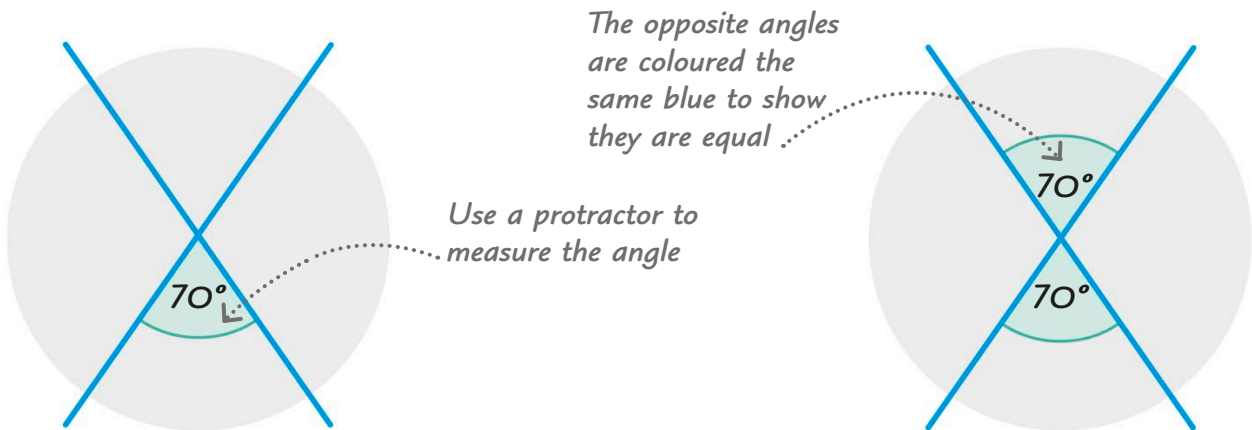 The opposite angles
are coloured the
same blue to show
they are equal
Use a protractor to
measure the angle
70°
70°
70°